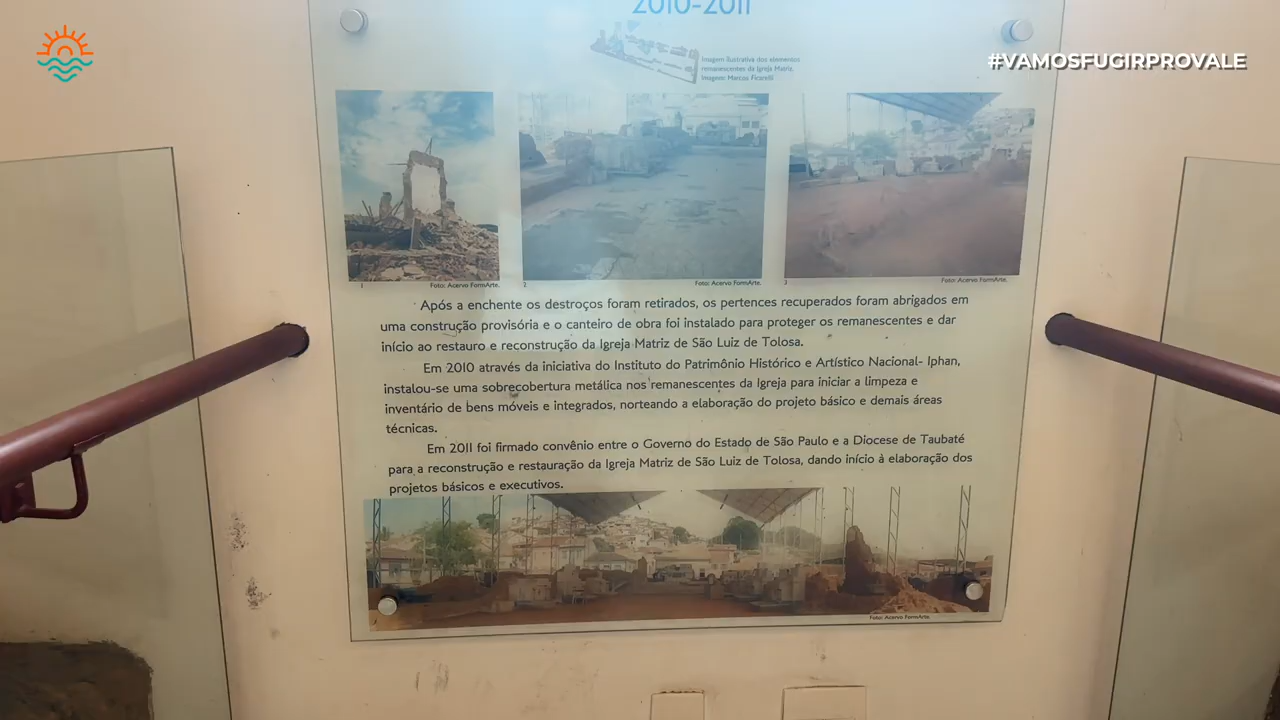 2010-2011
#VAMOSFUGIRPROVALE
Imagem ilustrativa dos elementos
remanescentes da Igreja Matriz.
Imagem: Marcos
1
Foto: Acervo FormArte.
2
Foto: Acervo FormArte.
3
Foto: Acervo FormArte.
Após a enchente os destroços foram retirados, os pertences recuperados foram abrigados em
uma construção provisória e o canteiro de obra foi instalado para proteger os remanescentes e dar
início ao restauro e reconstrução da Igreja Matriz de São Luiz de Tolosa.
Em 2010 através da iniciativa do Instituto do Patrimônio Histórico e Artístico Nacional- Iphan,
instalou-se uma sobrecobertura metálica nos remanescentes da Igreja para iniciar a limpeza e
inventário de bens móveis e integrados, norteando a elaboração do projeto básico e demais áreas
técnicas.
Em 2011 foi firmado convênio entre o Governo do Estado de São Paulo e a Diocese de Taubaté
para a reconstrução e restauração da Igreja Matriz de São Luiz de Tolosa, dando início à elaboração dos
projetos básicos e executivos.
Foto: Acervo FormArte.